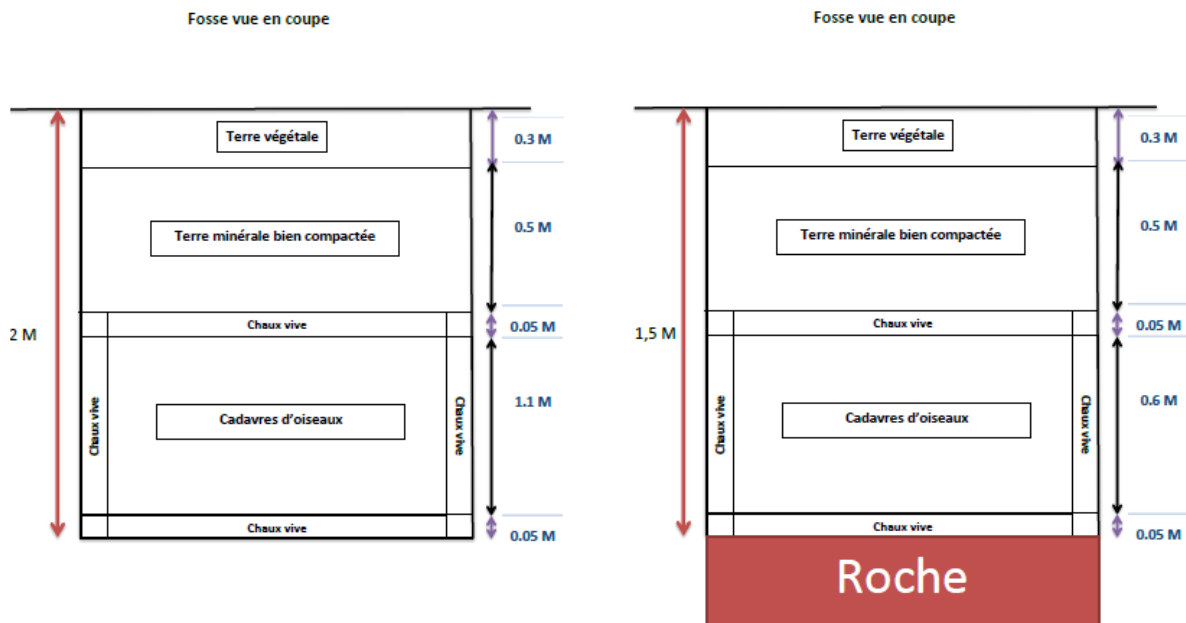 Fosse vue en coupe
Terre végétale
0.3 M
Terre minérale bien compactée
0.5 M
2 M
Chaux vive
0.05 M
Chaux vive
Cadavres d'oiseaux
Chaux vive
1.1 M
Chaux vive
0.05 M
Fosse vue en coupe
Terre végétale
0.3 M
Terre minérale bien compactée
0.5 M
1,5 M
Chaux vive
0.05 M
Chaux vive
Cadavres d'oiseaux
Chaux vive
0.6 M
Chaux vive
0.05 M
Roche